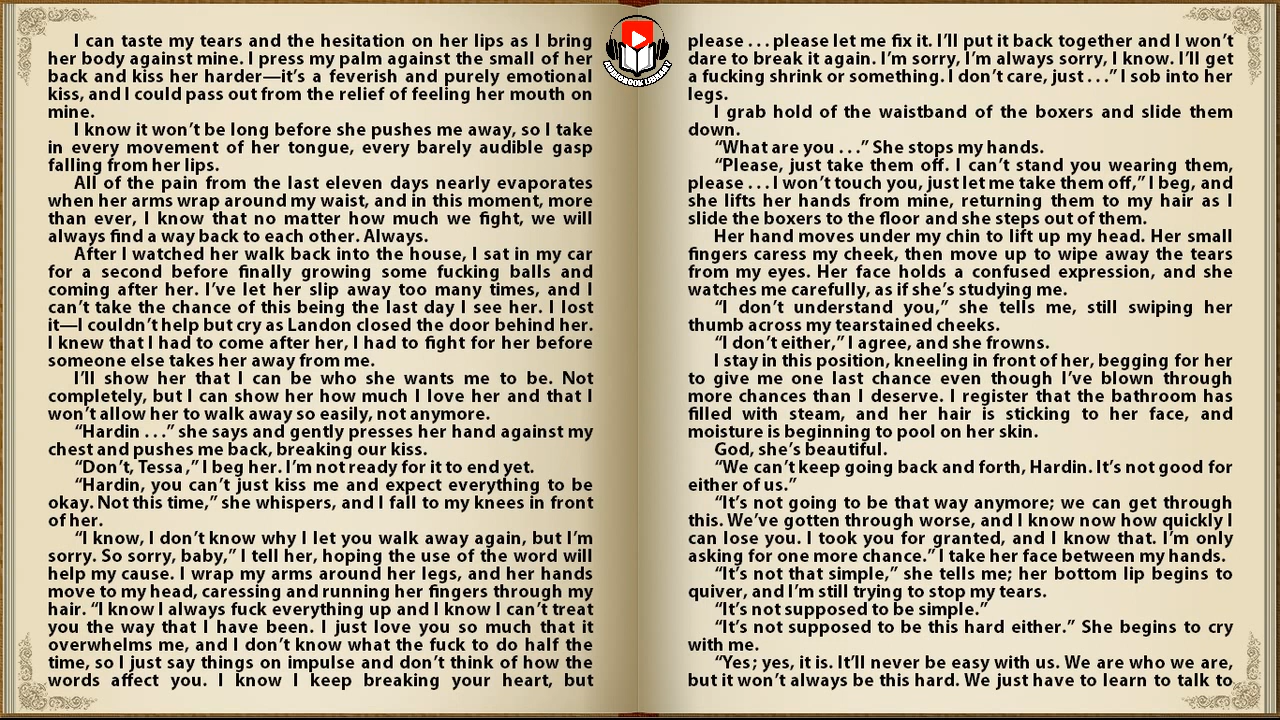 I can taste my tears and the hesitation on her lips as I bring
her body against mine. I press my palm against the small of her
back and kiss her harder—it's a feverish and purely emotional
kiss, and I could pass out from the relief of feeling her mouth on
mine.
I know it won't be long before she pushes me away, so I take
in every movement of her tongue, every barely audible gasp
falling from her lips.
All of the pain from the last eleven days nearly evaporates
when her arms wrap around my waist, and in this moment, more
than ever, I know that no matter how much we fight, we will
always find a way back to each other. Always.
After I watched her walk back into the house, I sat in my car
for a second before finally growing some fucking balls and
coming after her. I've let her slip away too many times, and I
can't take the chance of this being the last day I see her. I lost
it—I couldn't help but cry as Landon closed the door behind her.
I knew that I had to come after her, I had to fight for her before
someone else takes her away from me.
I'll show her that I can be who she wants me to be. Not
completely, but I can show her how much I love her and that I
won't allow her to walk away so easily, not anymore.
“Hardin . . .” she says and gently presses her hand against my
chest and pushes me back, breaking our kiss.
“Don't, Tessa,” I beg her. I'm not ready for it to end yet.
“Hardin, you can't just kiss me and expect everything to be
okay. Not this time,” she whispers, and I fall to my knees in front
of her.
“I know, I don't know why I let you walk away again, but I'm
sorry. So sorry, baby,” I tell her, hoping the use of the word will
help my cause. I wrap my arms around her legs, and her hands
move to my head, caressing and running her fingers through my
hair. “I know I always fuck everything up and I know I can't treat
you the way that I have been. I just love you so much that it
overwhelms me, and I don't know what the fuck to do half the
time, so I just say things on impulse and don't think of how the
words affect you. I know I keep breaking your heart, but
AUDIOBOOK LIBRARY
please . . . please let me fix it. I'll put it back together and I won't
dare to break it again. I'm sorry, I'm always sorry, I know. I'll get
a fucking shrink or something. I don't care, just . . .” I sob into her
legs.
I grab hold of the waistband of the boxers and slide them
down.
“What are you . . .” She stops my hands.
“Please, just take them off. I can't stand you wearing them,
please . . . I won't touch you, just let me take them off,” I beg, and
she lifts her hands from mine, returning them to my hair as I
slide the boxers to the floor and she steps out of them.
Her hand moves under my chin to lift up my head. Her small
fingers caress my cheek, then move up to wipe away the tears
from my eyes. Her face holds a confused expression, and she
watches me carefully, as if she's studying me.
“I don't understand you,” she tells me, still swiping her
thumb across my tearstained cheeks.
“I don't either,” I agree, and she frowns.
I stay in this position, kneeling in front of her, begging for her
to give me one last chance even though I've blown through
more chances than I deserve. I register that the bathroom has
filled with steam, and her hair is sticking to her face, and
moisture is beginning to pool on her skin.
God, she's beautiful.
“We can't keep going back and forth, Hardin. It's not good for
either of us.”
“It's not going to be that way anymore; we can get through
this. We've gotten through worse, and I know now how quickly I
can lose you. I took you for granted, and I know that. I'm only
asking for one more chance.” I take her face between my hands.
“It's not that simple,” she tells me; her bottom lip begins to
quiver, and I'm still trying to stop my tears.
“It's not supposed to be simple.”
“It's not supposed to be this hard either.” She begins to cry
with me.
“Yes; yes, it is. It'll never be easy with us. We are who we are,
but it won't always be this hard. We just have to learn to talk to